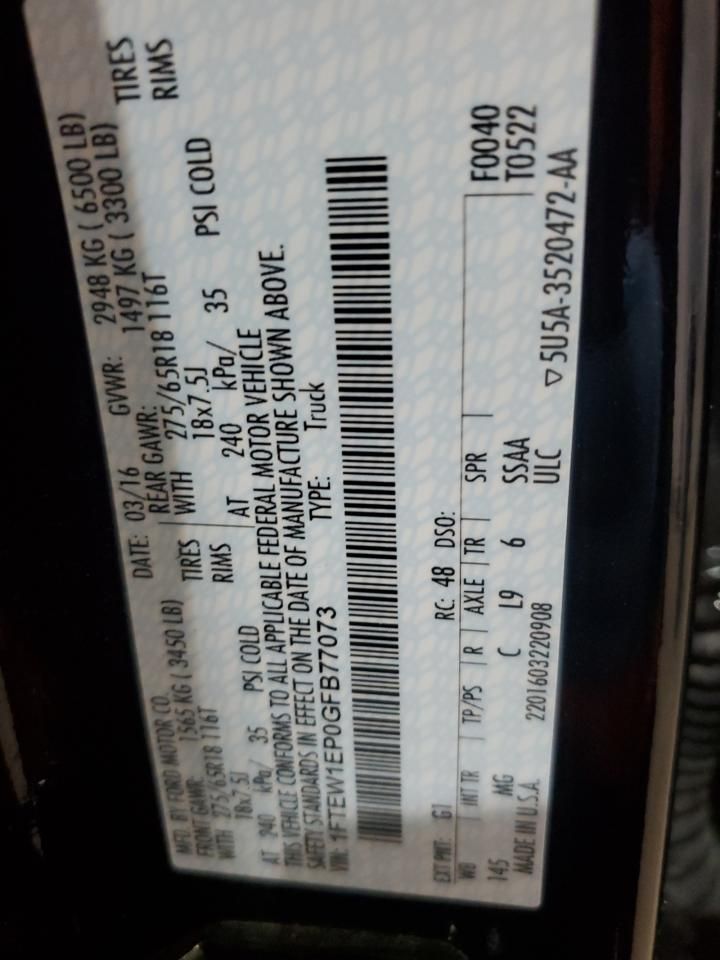 MFD. BY FORD MOTOR CO. DATE: 03/16 GVWR: 2948 KG ( 6500 LB)
FRONT GAWR: 1565 KG ( 3450 LB) REAR GAWR: 1497 KG ( 3300 LB)
WITH 275/65R18 116T TIRES WITH 275/65R18 116T TIRES
18x7.5J RIMS 18x7.5J RIMS
AT 240 kPa/ 35 PSI COLD AT 240 kPa/ 35 PSI COLD
THIS VEHICLE CONFORMS TO ALL APPLICABLE FEDERAL MOTOR VEHICLE
SAFETY STANDARDS IN EFFECT ON THE DATE OF MANUFACTURE SHOWN ABOVE.
VIN: 1FTEW1EP0GFB77073 TYPE: Truck
EXT PNT: G1 RC: 48 DSO:
WB INT TR TP/PS R AXLE TR SPR F0040
145 MG C L9 6 SSAA T0522
MADE IN U.S.A. 2201603220908 ULC
▽5U5A-3520472-AA